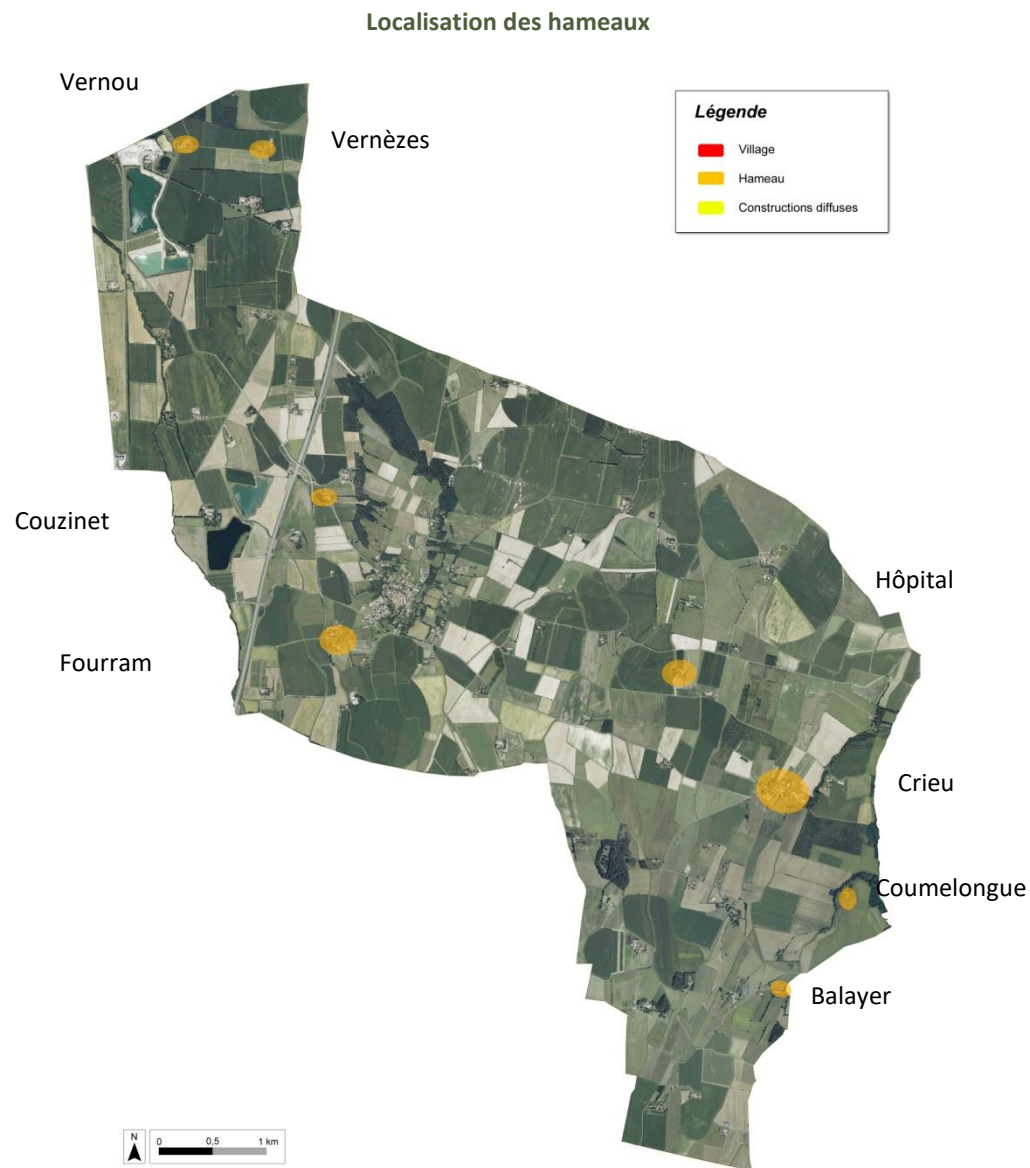 Localisation des hameaux
Vernou
Vernèzes
Légende
Village
Hameau
Constructions diffuses
Couzinet
Hôpital
Fourram
Crieu
Coumelongue
Balayer
N
0 0,5 1 km